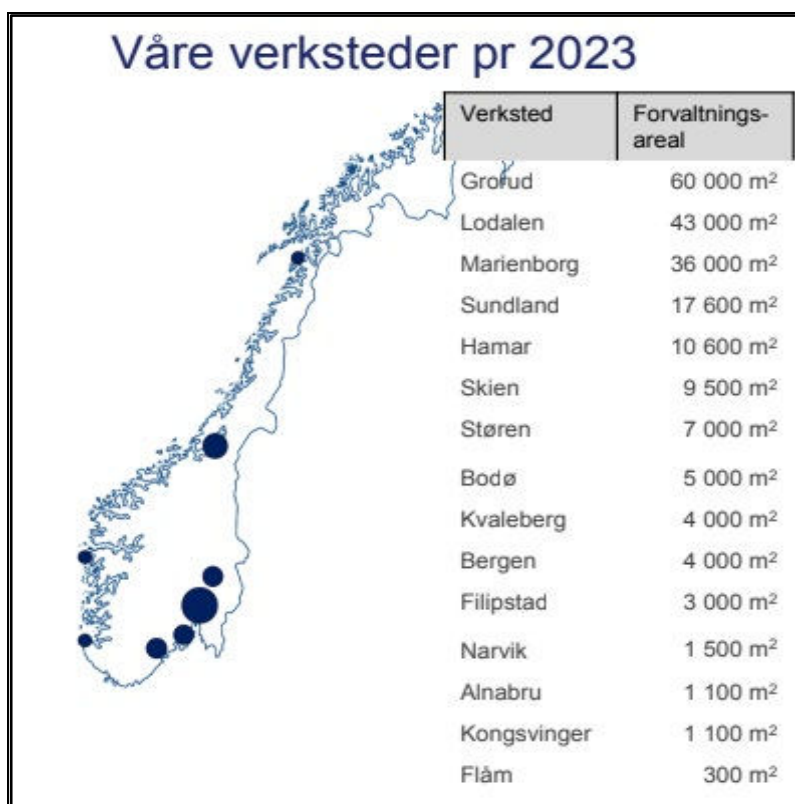 Våre verksteder pr 2023
Verksted Forvaltnings-
areal
Grorud 60 000 m²
Lodalen 43 000 m²
Marienborg 36 000 m²
Sundland 17 600 m²
Hamar 10 600 m²
Skien 9 500 m²
Støren 7 000 m²
Bodø 5 000 m²
Kvaleberg 4 000 m²
Bergen 4 000 m²
Filipstad 3 000 m²
Narvik 1 500 m²
Alnabru 1 100 m²
Kongsvinger 1 100 m²
Flåm 300 m²